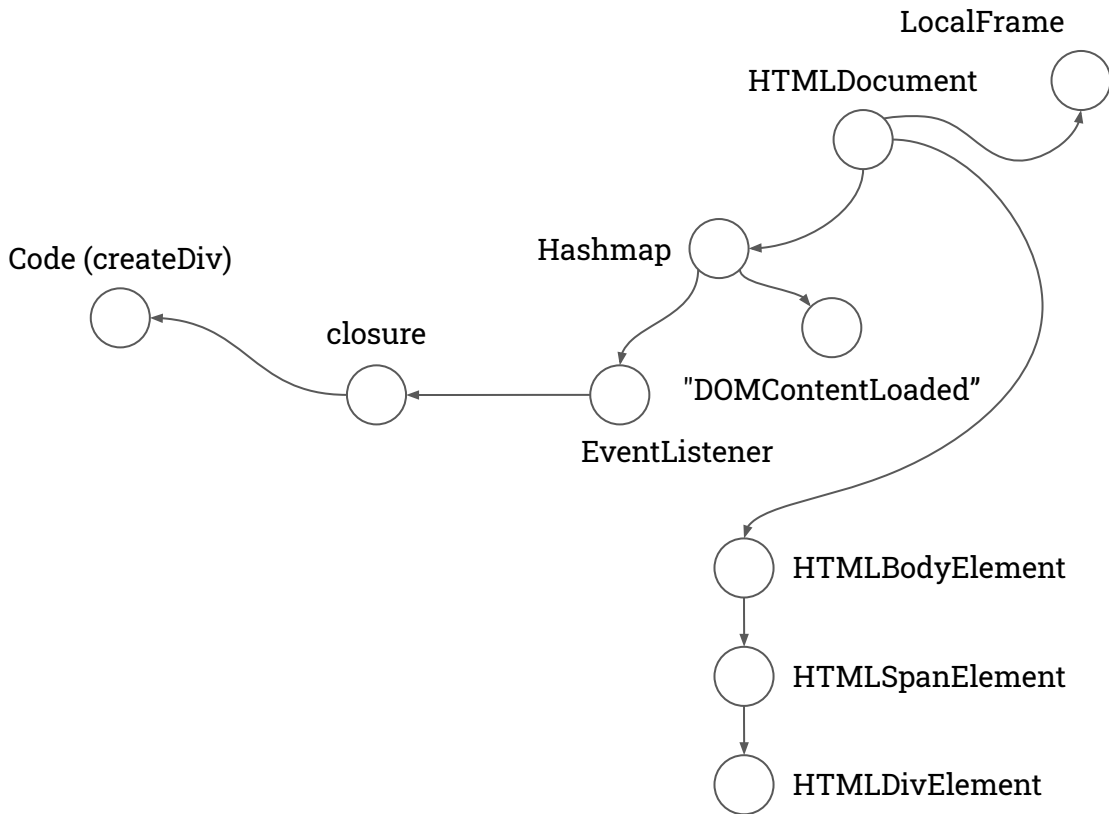 LocalFrame
HTMLDocument
Hashmap
Code (createDiv)
closure
"DOMContentLoaded”
EventListener
HTMLBodyElement
HTMLSpanElement
HTMLDivElement